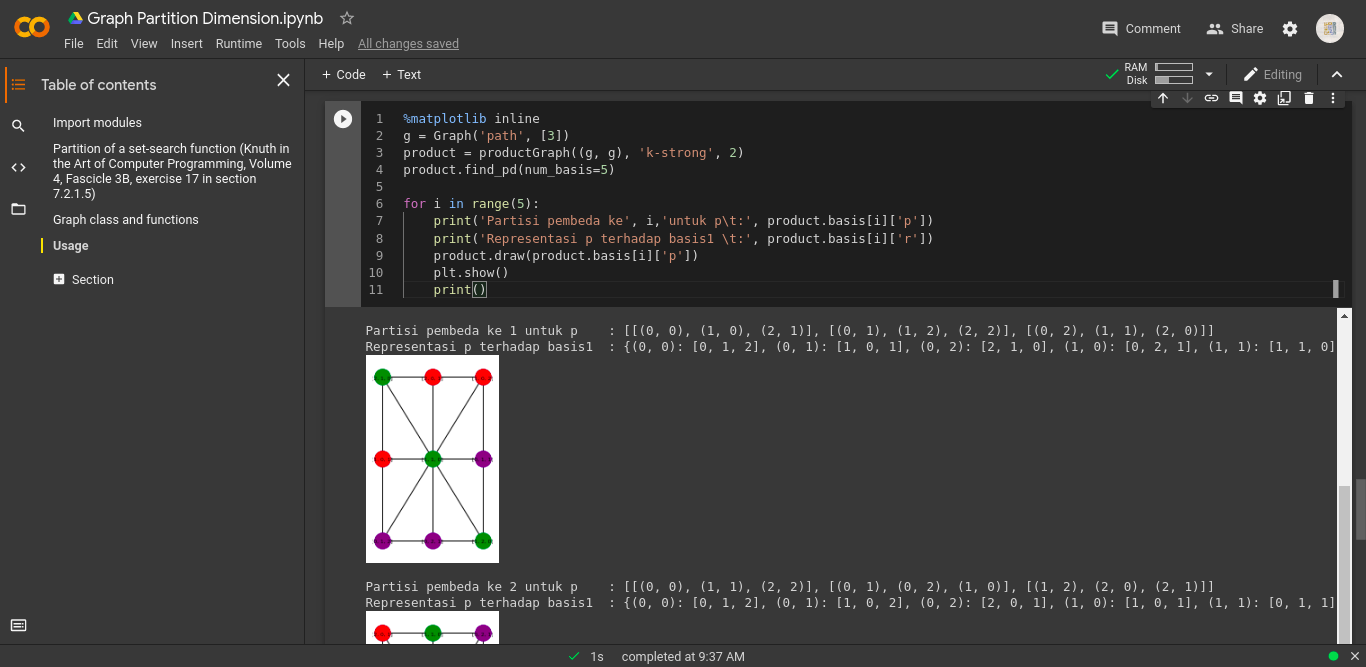 Graph Partition Dimension.ipynb
File Edit View Insert Runtime Tools Help All changes saved
Comment Share
Table of contents
+ Code + Text
RAM
Disk
Editing
Import modules
Partition of a set-search function (Knuth in
the Art of Computer Programming, Volume
4, Fascicle 3B, exercise 17 in section
7.2.1.5)
Graph class and functions
Usage
Section
1 %matplotlib inline
2 g = Graph('path', [3])
3 product = productGraph((g, g), 'k-strong', 2)
4 product.find_pd(num_basis=5)
5
6 for i in range(5):
7 print('Partisi pembeda ke', i,'untuk p\t:', product.basis[i]['p'])
8 print('Representasi p terhadap basis1 \t:', product.basis[i]['r'])
9 product.draw(product.basis[i]['p'])
10 plt.show()
11 print()
Partisi pembeda ke 1 untuk p : [[(0, 0), (1, 0), (2, 1)], [(0, 1), (1, 2), (2, 2)], [(0, 2), (1, 1), (2, 0)]]
Representasi p terhadap basis1 : {(0, 0): [0, 1, 2], (0, 1): [1, 0, 1], (0, 2): [2, 1, 0], (1, 0): [0, 2, 1], (1, 1): [1, 1, 0]
Partisi pembeda ke 2 untuk p : [[(0, 0), (1, 1), (2, 2)], [(0, 1), (0, 2), (1, 0)], [(1, 2), (2, 0), (2, 1)]]
Representasi p terhadap basis1 : {(0, 0): [0, 1, 2], (0, 1): [1, 0, 2], (0, 2): [2, 0, 1], (1, 0): [1, 0, 1], (1, 1): [0, 1, 1]
1s completed at 9:37 AM